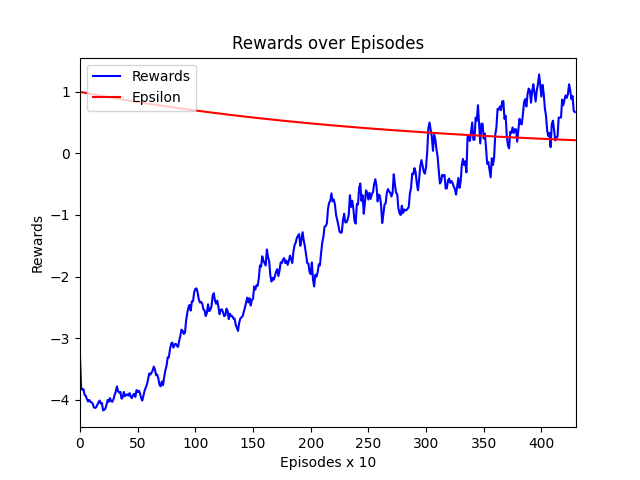 Rewards over Episodes
Rewards
Epsilon
1
0
−1
−2
−3
−4
Rewards
0 50 100 150 200 250 300 350 400
Episodes x 10